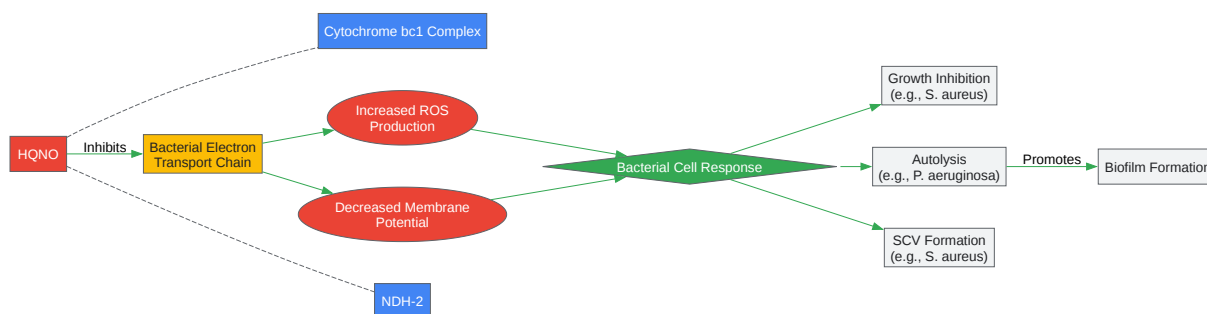 Cytochrome bc1 Complex
HQNO
Inhibits
Bacterial Electron
Transport Chain
Increased ROS
Production
Decreased Membrane
Potential
NDH-2
Bacterial Cell Response
Growth Inhibition
(e.g., S. aureus)
Autolysis
(e.g., P. aeruginosa)
Promotes
Biofilm Formation
SCV Formation
(e.g., S. aureus)